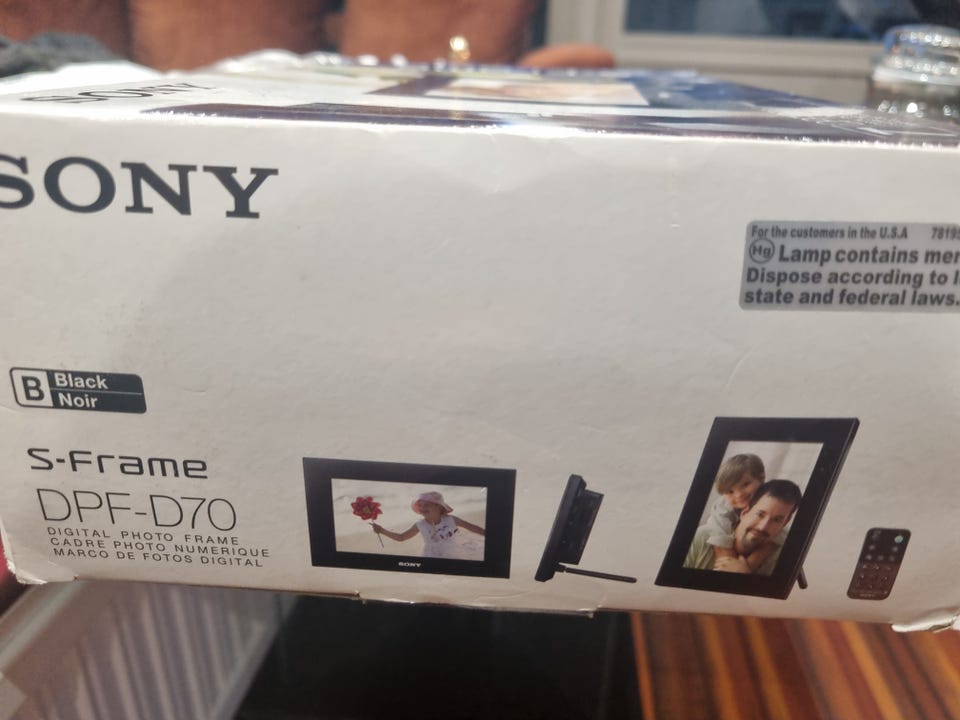 SONY
SONY
For the customers in the U.S.A
Hg Lamp contains
Dispose according to
state and federal laws.
B Black
Noir
S-Frame
DPF-D70
DIGITAL PHOTO FRAME
CADRE PHOTO NUMERIQUE
MARCO DE FOTOS DIGITAL
SONY